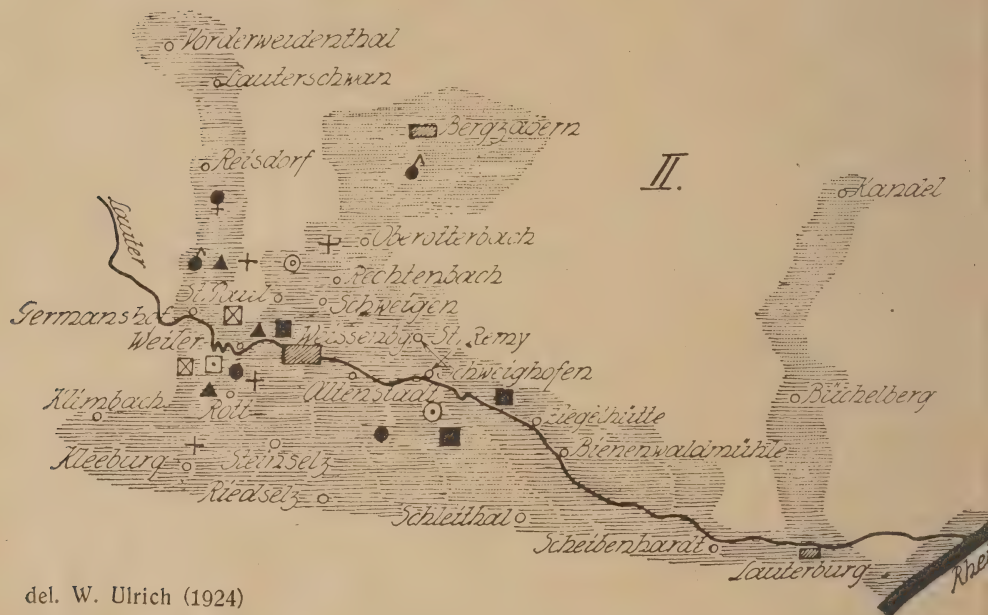 Vorderweidenthal
Lauterschwan
Bergzabern
Reisdorf
II.
Kandel
Lauter
Oberotterbach
Rechtenbach
St. Paul
Schweigen
Germanshof
Weiler
Weissenbg.
St. Remy
Schweighofen
Altenstadt
Klimbach
Rott
Ziegelhütte
Büchelberg
Kleeburg
Steinselz
Bienenwaldmühle
Riedselz
Schleithal
Scheibenhardt
Lauterburg
Rhei
del. W. Ulrich (1924)